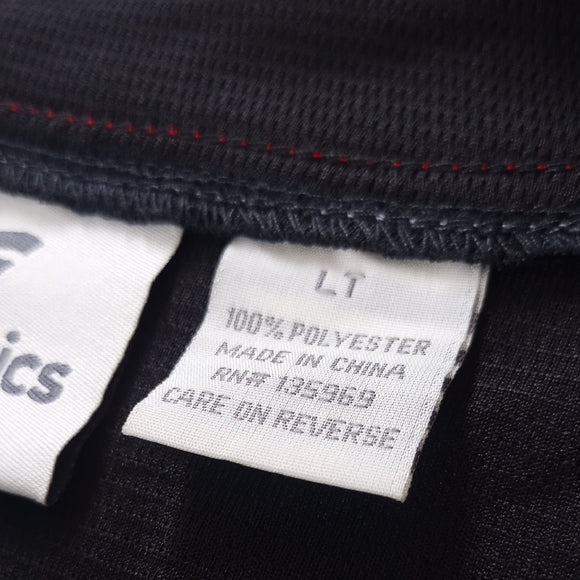 ics
LT
100% POLYESTER
MADE IN CHINA
RN# 135969
CARE ON REVERSE